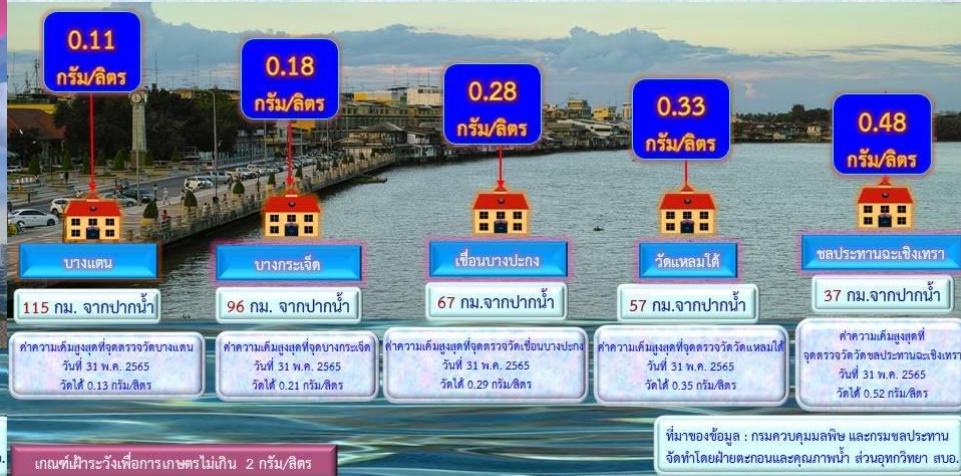 0.11
กรัม/ลิตร
0.18
กรัม/ลิตร
0.28
กรัม/ลิตร
0.33
กรัม/ลิตร
0.48
กรัม/ลิตร
บางแตน
บางกระเจ็ด
เขื่อนบางปะกง
วัดแหลมใต้
ชลประทานฉะเชิงเทรา
115 กม. จากปากน้ำ
96 กม. จากปากน้ำ
67 กม.จากปากน้ำ
57 กม.จากปากน้ำ
37 กม.จากปากน้ำ
ค่าความเค็มสูงสุดที่จุดตรวจวัดบางแตน
วันที่ 31 พ.ค. 2565
วัดได้ 0.13 กรัม/ลิตร
ค่าความเค็มสูงสุดที่จุดบางกระเจ็ด
วันที่ 31 พ.ค. 2565
วัดได้ 0.21 กรัม/ลิตร
ค่าความเค็มสูงสุดที่จุดตรวจวัดเขื่อนบางปะกง
วันที่ 31 พ.ค. 2565
วัดได้ 0.29 กรัม/ลิตร
ค่าความเค็มสูงสุดที่จุดตรวจวัดวัดแหลมใต้
วันที่ 31 พ.ค. 2565
วัดได้ 0.35 กรัม/ลิตร
ค่าความเค็มสูงสุดที่
จุดตรวจวัดวัดชลประทานฉะเชิงเทรา
วันที่ 31 พ.ค. 2565
วัดได้ 0.52 กรัม/ลิตร
เกณฑ์เฝ้าระวังเพื่อการเกษตรไม่เกิน 2 กรัม/ลิตร
ที่มาของข้อมูล : กรมควบคุมมลพิษ และกรมชลประทาน
จัดทำโดยฝ่ายตะกอนและคุณภาพน้ำ ส่วนอุทกวิทยา สบอ.